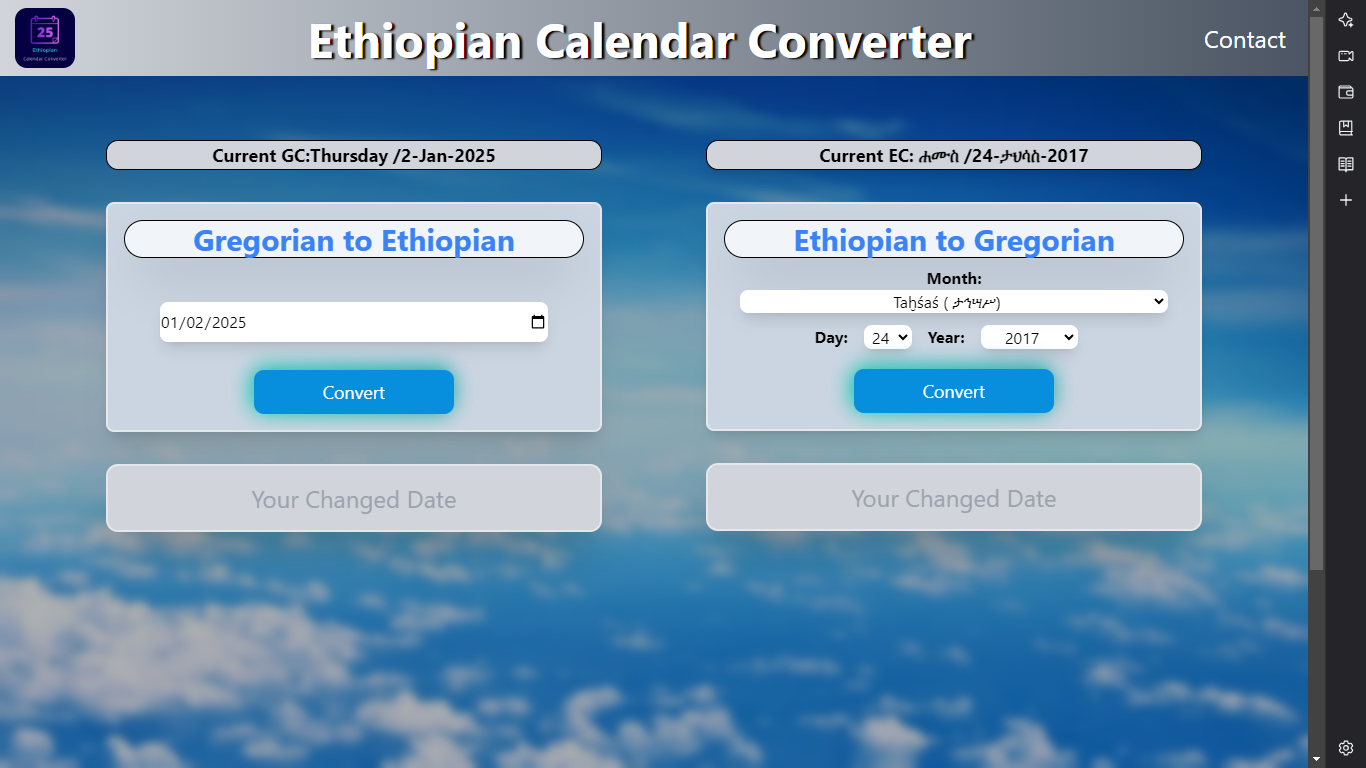 25
Ethiopian
Calendar Converter
Ethiopian Calendar Converter
Contact
Current GC:Thursday /2-Jan-2025
Gregorian to Ethiopian
01/02/2025
Convert
Your Changed Date
Current EC: ሐሙስ /24-ታህሳስ-2017
Ethiopian to Gregorian
Month:
Taḫśaś ( ታኅሣሥ)
Day: 24 Year: 2017
Convert
Your Changed Date